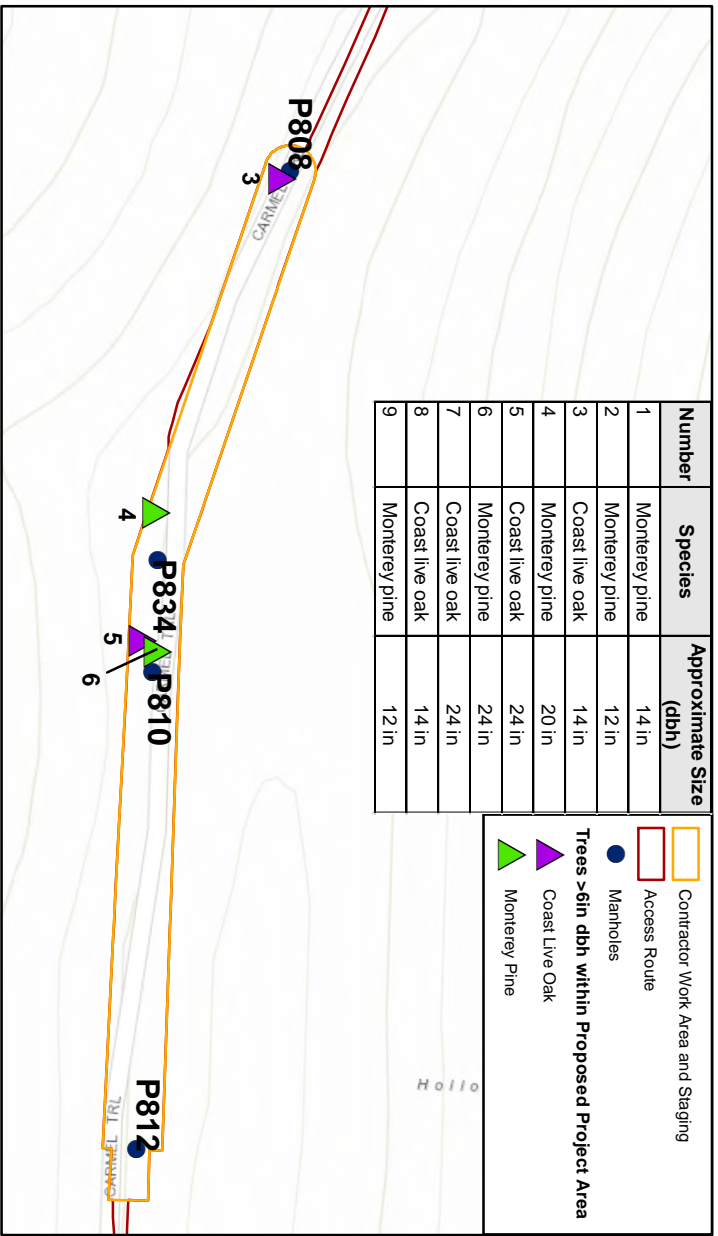 Contractor Work Area and Staging
Access Route
Manholes
Trees >6in dbh within Proposed Project Area
Coast Live Oak
Monterey Pine
Number Species Approximate Size (dbh)
1 Monterey pine 14 in
2 Monterey pine 12 in
3 Coast live oak 14 in
4 Monterey pine 20 in
5 Coast live oak 24 in
6 Monterey pine 24 in
7 Coast live oak 24 in
8 Coast live oak 14 in
9 Monterey pine 12 in
Hollo
P808
3
CARMEL
4
P834
5
6
P810
P812
CARMEL TRL